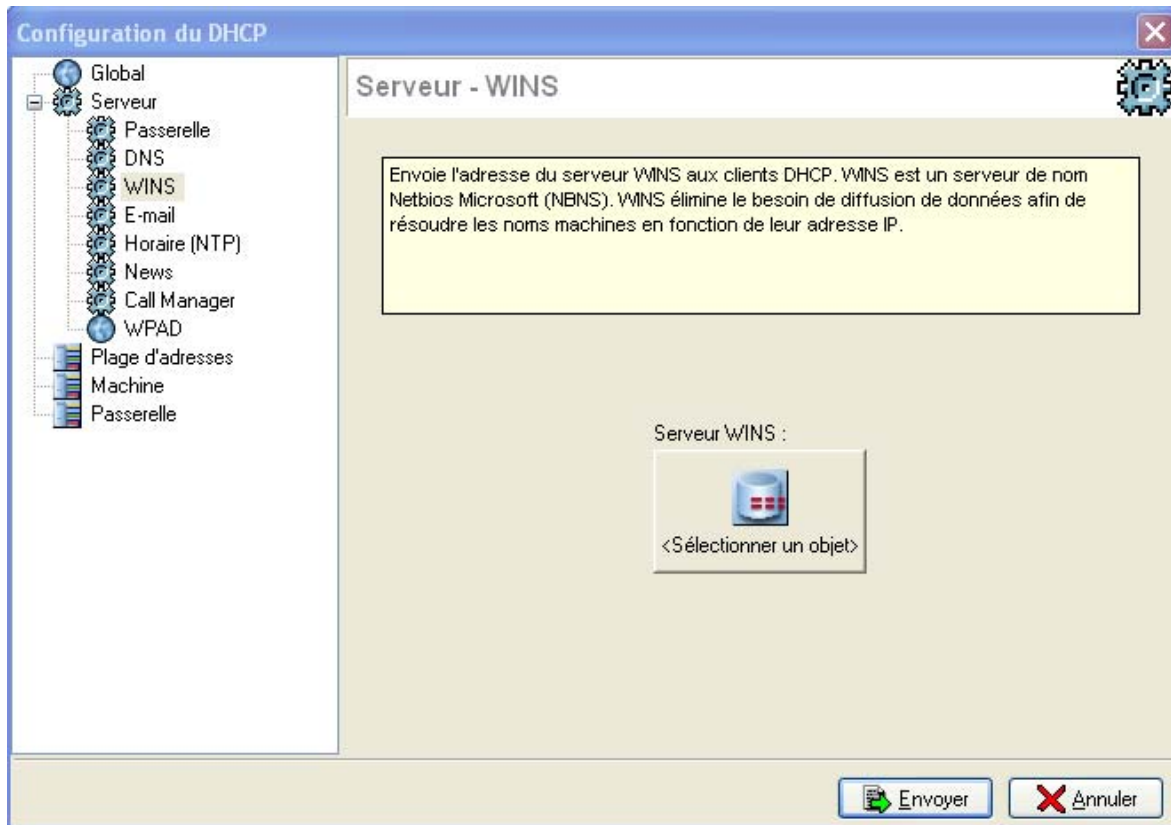 Configuration du DHCP
Global
Serveur
Passerelle
DNS
WINS
E-mail
Horaire (NTP)
News
Call Manager
WPAD
Plage d'adresses
Machine
Passerelle
Serveur - WINS
Envoie l'adresse du serveur WINS aux clients DHCP. WINS est un serveur de nom
Netbios Microsoft (NBNS). WINS élimine le besoin de diffusion de données afin de
résoudre les noms machines en fonction de leur adresse IP.
Serveur WINS :
<Sélectionner un objet>
Envoyer
Annuler